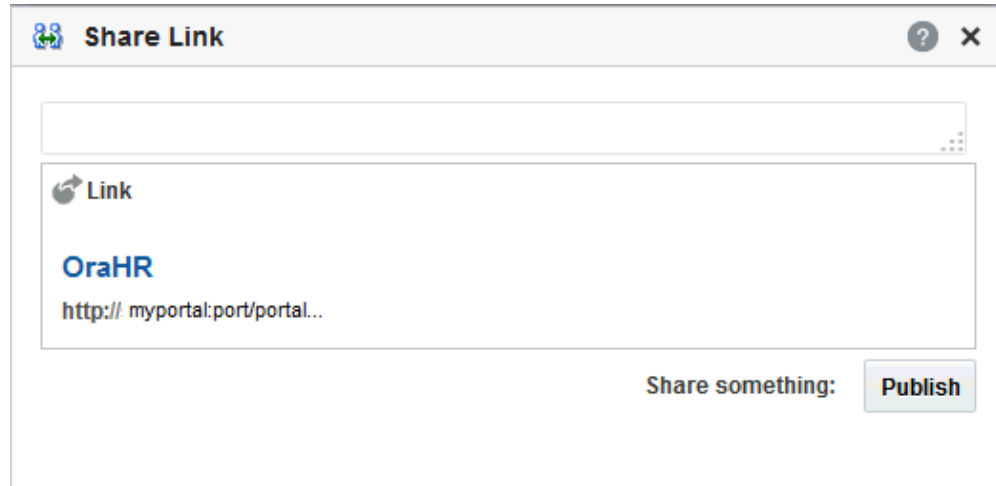 Share Link
Link
OraHR
http:// myportal:port/portal...
Share something: Publish